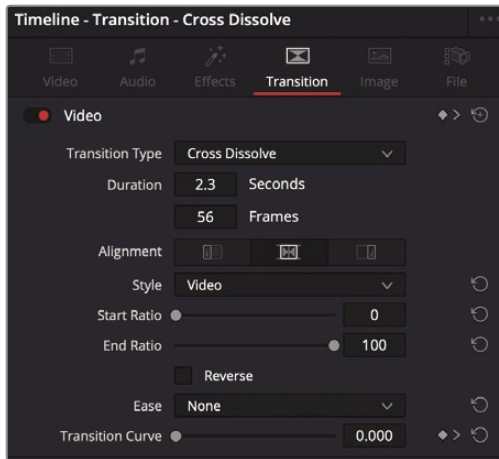 Timeline - Transition - Cross Dissolve
Video Audio Effects Transition Image File
Video
Transition Type Cross Dissolve
Duration 2.3 Seconds
56 Frames
Alignment
Style Video
Start Ratio 0
End Ratio 100
Reverse
Ease None
Transition Curve 0.000